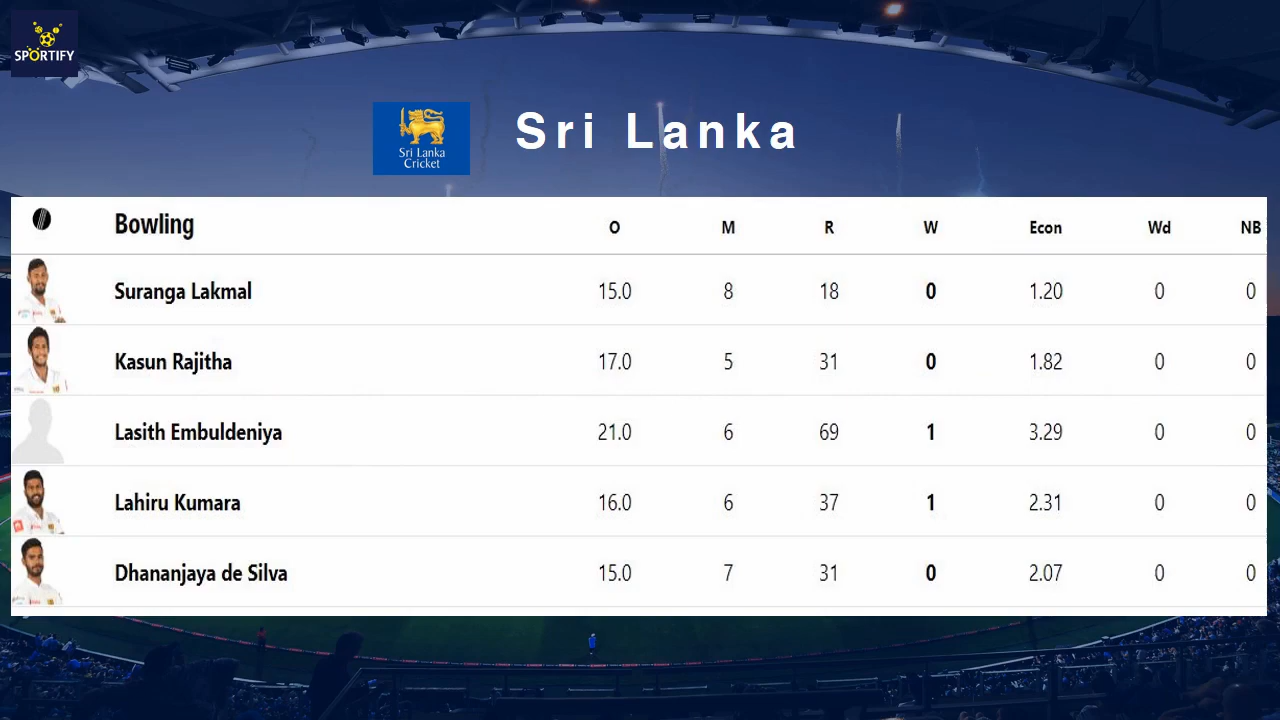 SPORTIFY
Sri Lanka
Cricket
Sri Lanka
Bowling O M R W Econ Wd NB
Suranga Lakmal 15.0 8 18 0 1.20 0 0
Kasun Rajitha 17.0 5 31 0 1.82 0 0
Lasith Embuldeniya 21.0 6 69 1 3.29 0 0
Lahiru Kumara 16.0 6 37 1 2.31 0 0
Dhananjaya de Silva 15.0 7 31 0 2.07 0 0